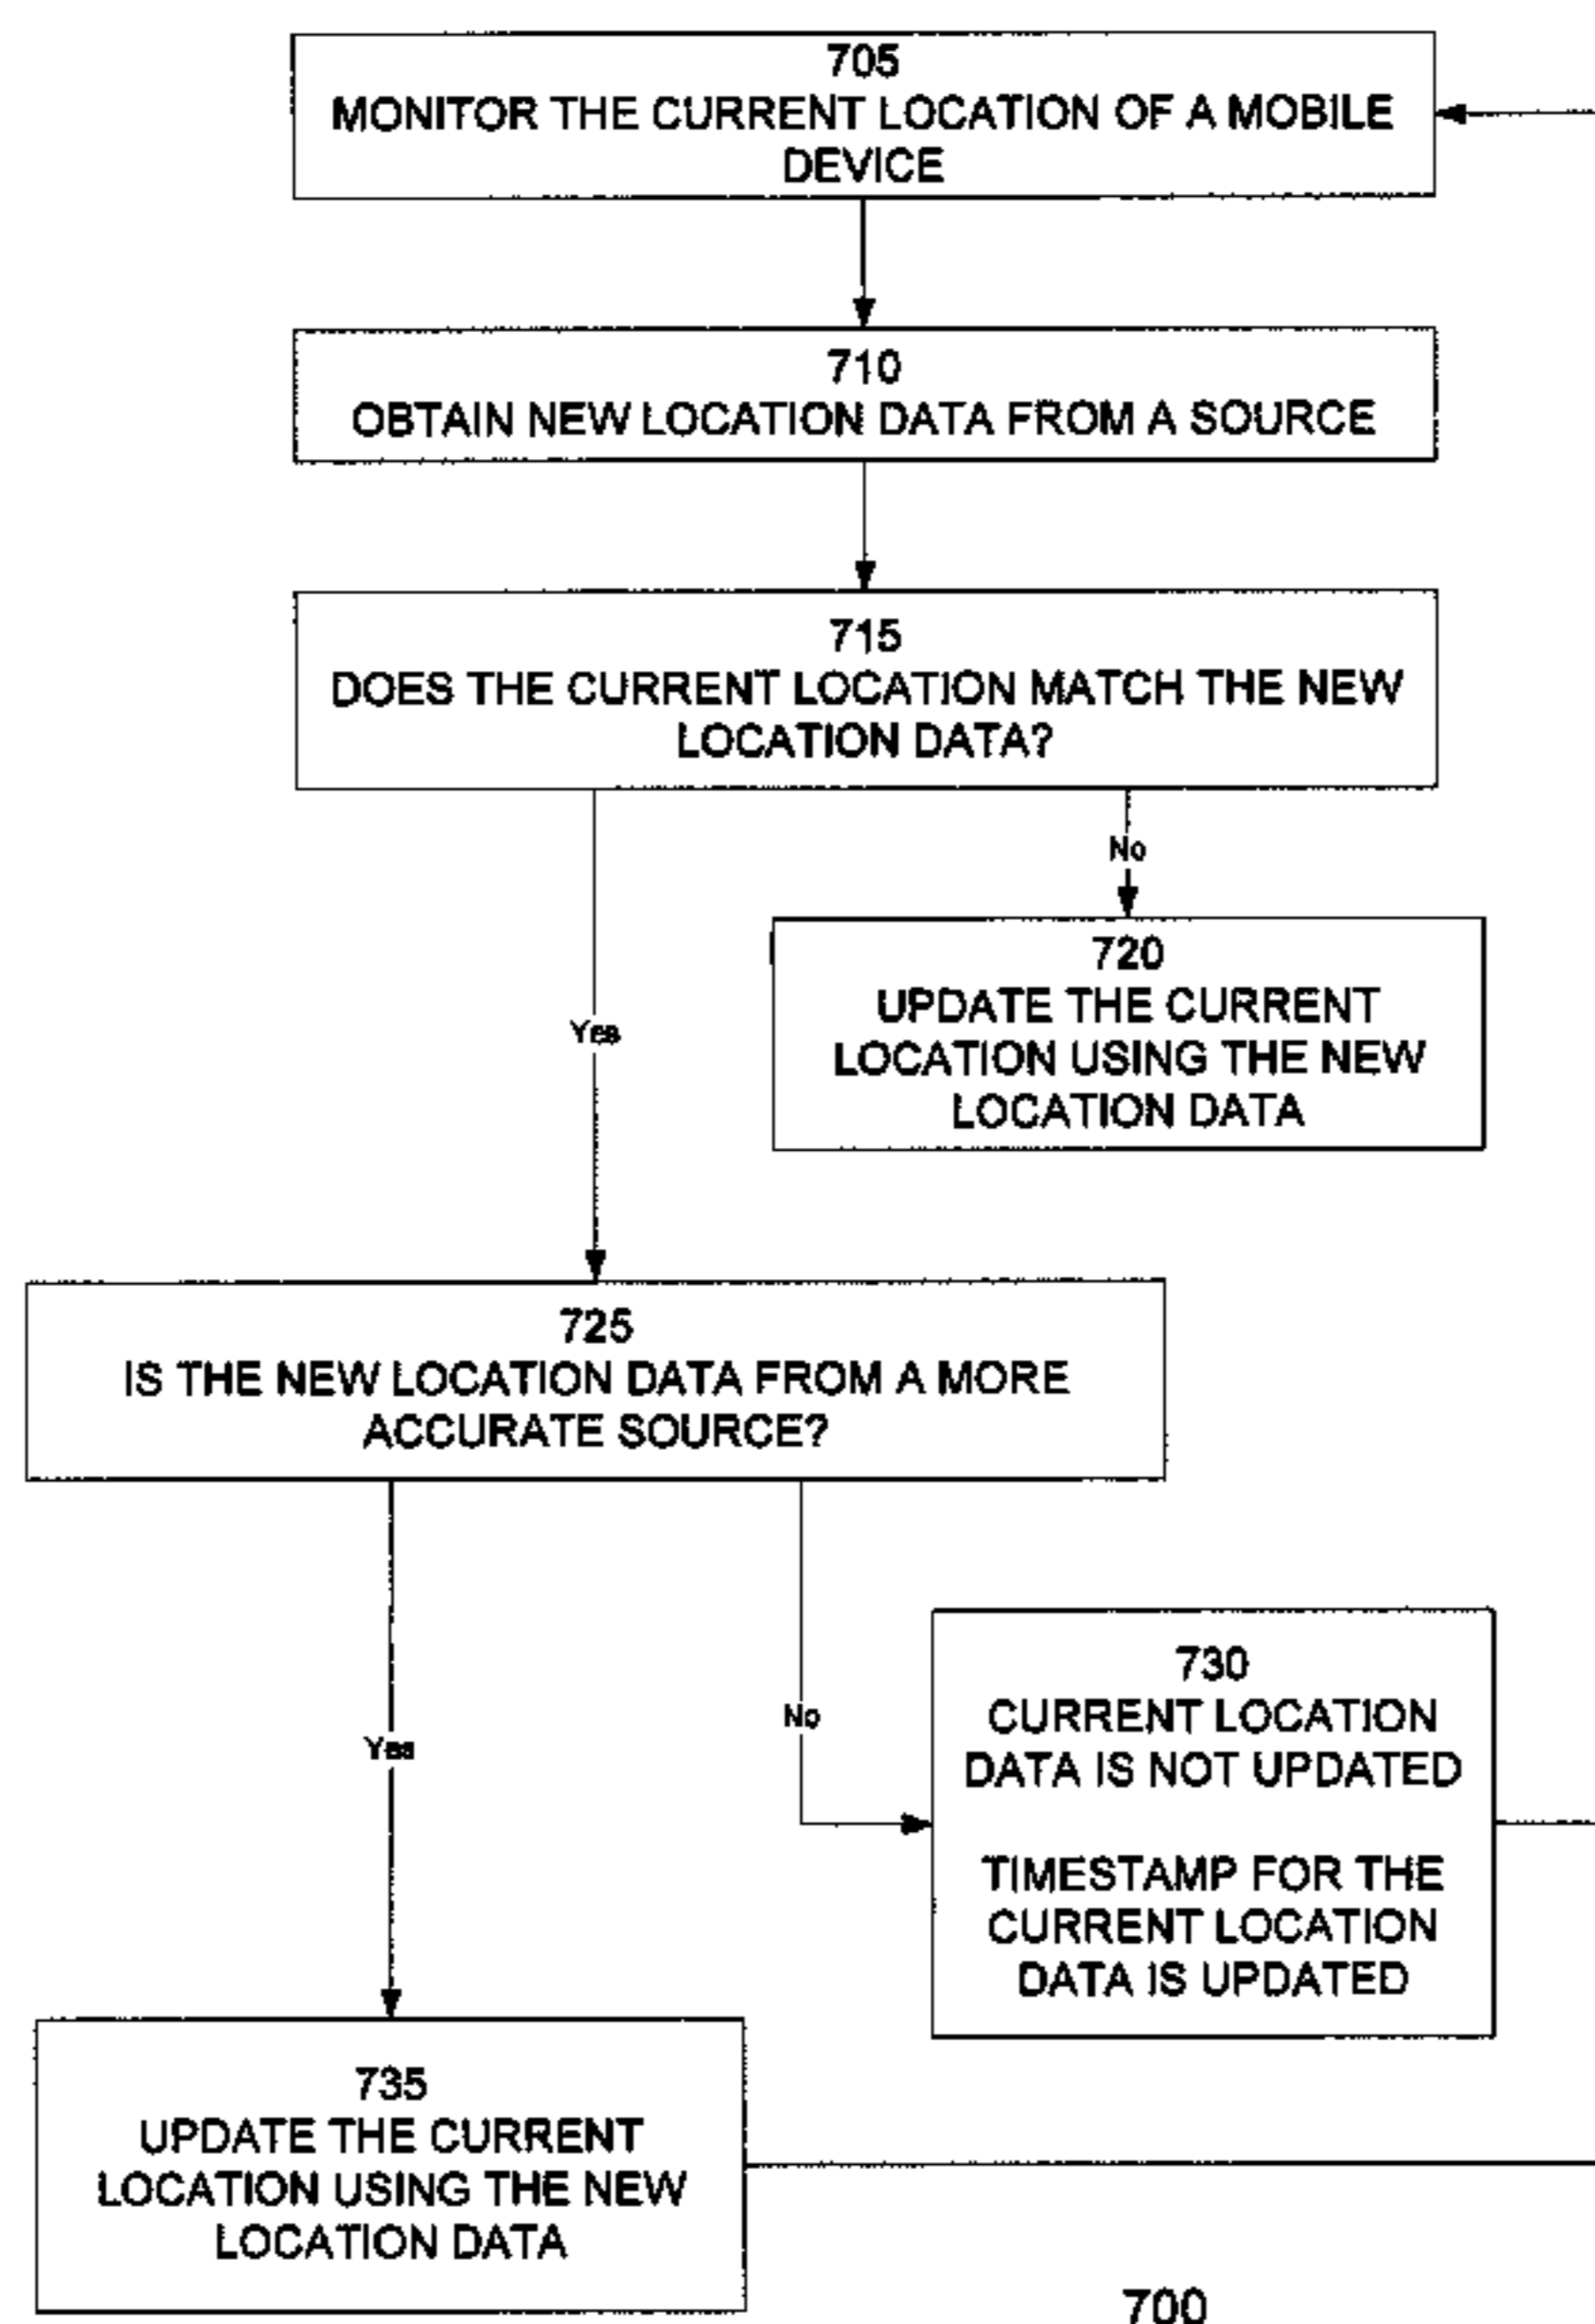 705
MONITOR THE CURRENT LOCATION OF A MOBILE
DEVICE
710
OBTAIN NEW LOCATION DATA FROM A SOURCE
715
DOES THE CURRENT LOCATION MATCH THE NEW
LOCATION DATA?
No
720
UPDATE THE CURRENT
LOCATION USING THE NEW
LOCATION DATA
Yes
725
IS THE NEW LOCATION DATA FROM A MORE
ACCURATE SOURCE?
No
730
CURRENT LOCATION
DATA IS NOT UPDATED
TIMESTAMP FOR THE
CURRENT LOCATION
DATA IS UPDATED
Yes
735
UPDATE THE CURRENT
LOCATION USING THE NEW
LOCATION DATA
700